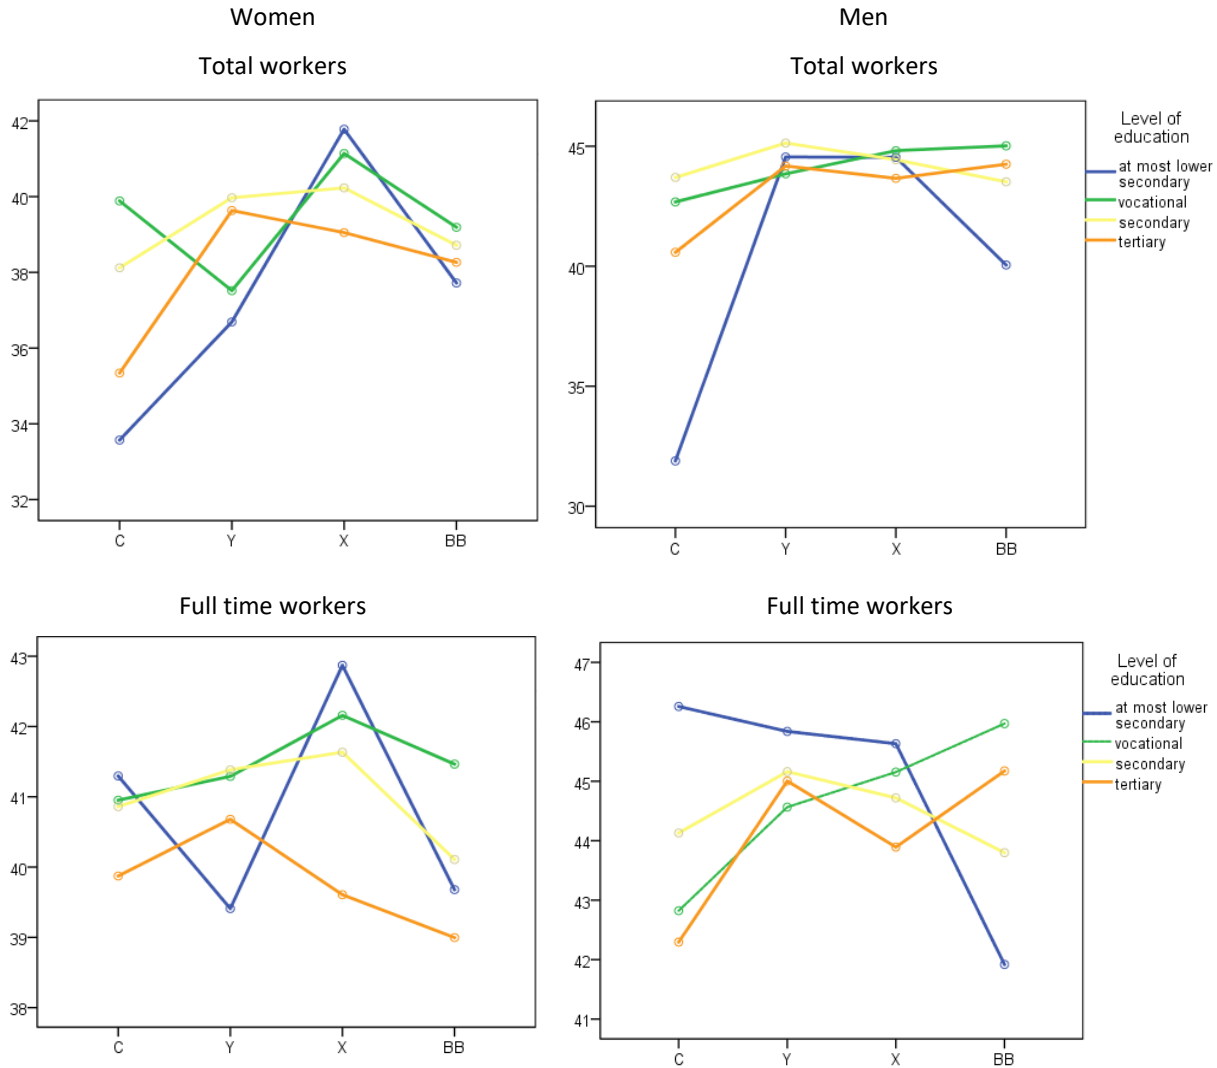 Women
Men
Total workers
Total workers
42
40
38
36
34
32
C
Y
X
BB
45
40
35
30
C
Y
X
BB
Level of
education
at most lower
secondary
vocational
secondary
tertiary
Full time workers
Full time workers
43
42
41
40
39
38
C
Y
X
BB
47
46
45
44
43
42
41
C
Y
X
BB
Level of
education
at most lower
secondary
vocational
secondary
tertiary